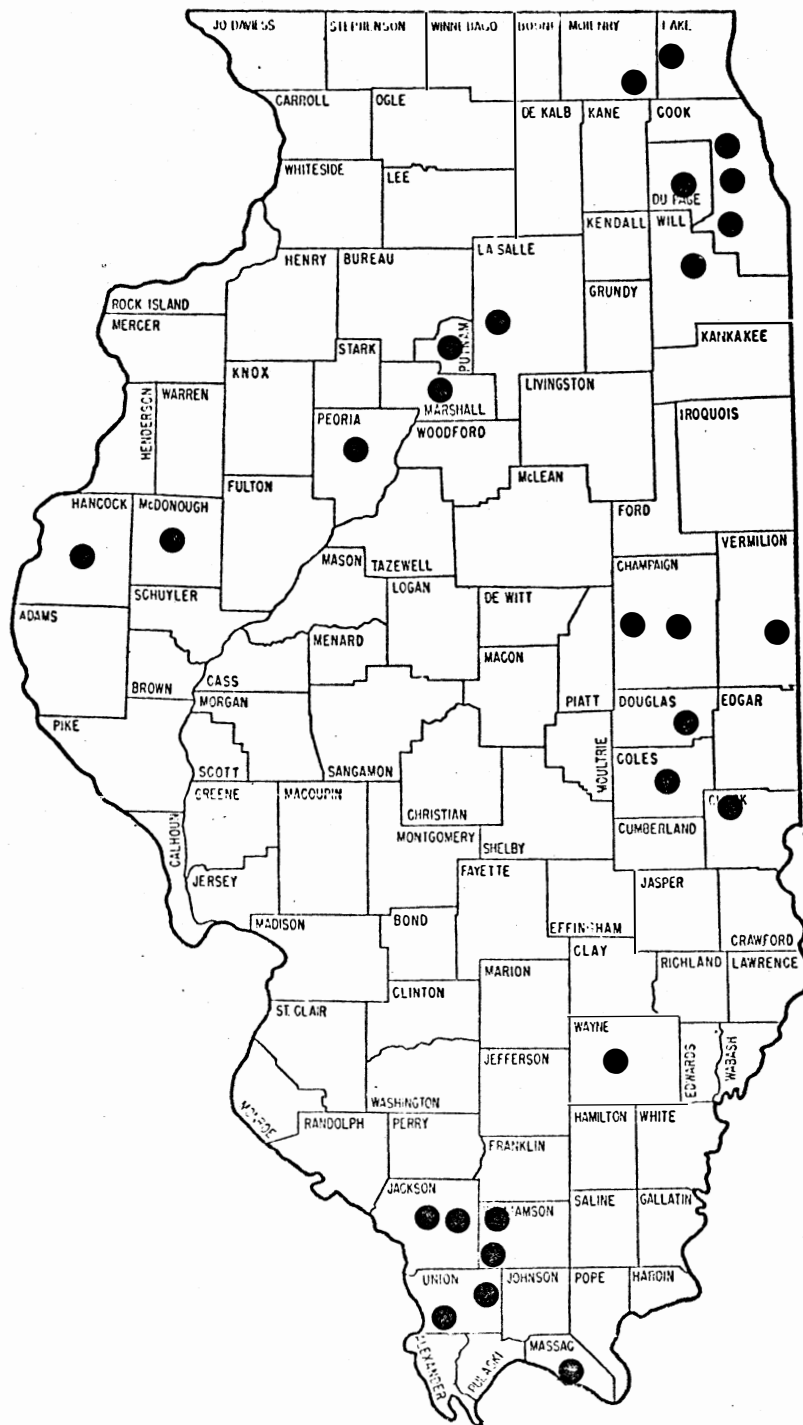 JO DAVIESS
STEPHENSON
WINNEBAGO
BOONE
McHENRY
LAKE
CARROLL
OGLE
DE KALB
KANE
COOK
WHITESIDE
LEE
DU PAGE
KENDALL
WILL
HENRY
BUREAU
LA SALLE
ROCK ISLAND
MERCER
GRUNDY
STARK
PUTNAM
KANKAKEE
KNOX
HENDERSON
WARREN
PEORIA
MARSHALL
LIVINGSTON
WOODFORD
IROQUOIS
HANCOCK
McDONOUGH
FULTON
McLEAN
FORD
VERMILION
MASON
TAZEWELL
CHAMPAIGN
SCHUYLER
LOGAN
DE WITT
ADAMS
MENARD
MACON
BROWN
CASS
MORGAN
PIATT
DOUGLAS
EDGAR
PIKE
MOULTRIE
SCOTT
SANGAMON
COLES
GREENE
MACOUPIN
CHRISTIAN
CALHOUN
MONTGOMERY
SHELBY
CUMBERLAND
JERSEY
FAYETTE
JASPER
MADISON
BOND
EFFINGHAM
CRAWFORD
CLAY
RICHLAND
LAWRENCE
MARION
CLINTON
ST. CLAIR
WAYNE
EDWARDS
WABASH
JEFFERSON
WASHINGTON
MONROE
RANDOLPH
PERRY
HAMILTON
WHITE
FRANKLIN
JACKSON
AMSON
SALINE
GALLATIN
UNION
JOHNSON
POPE
HARDIN
ALEXANDER
PULASKI
MASSAC